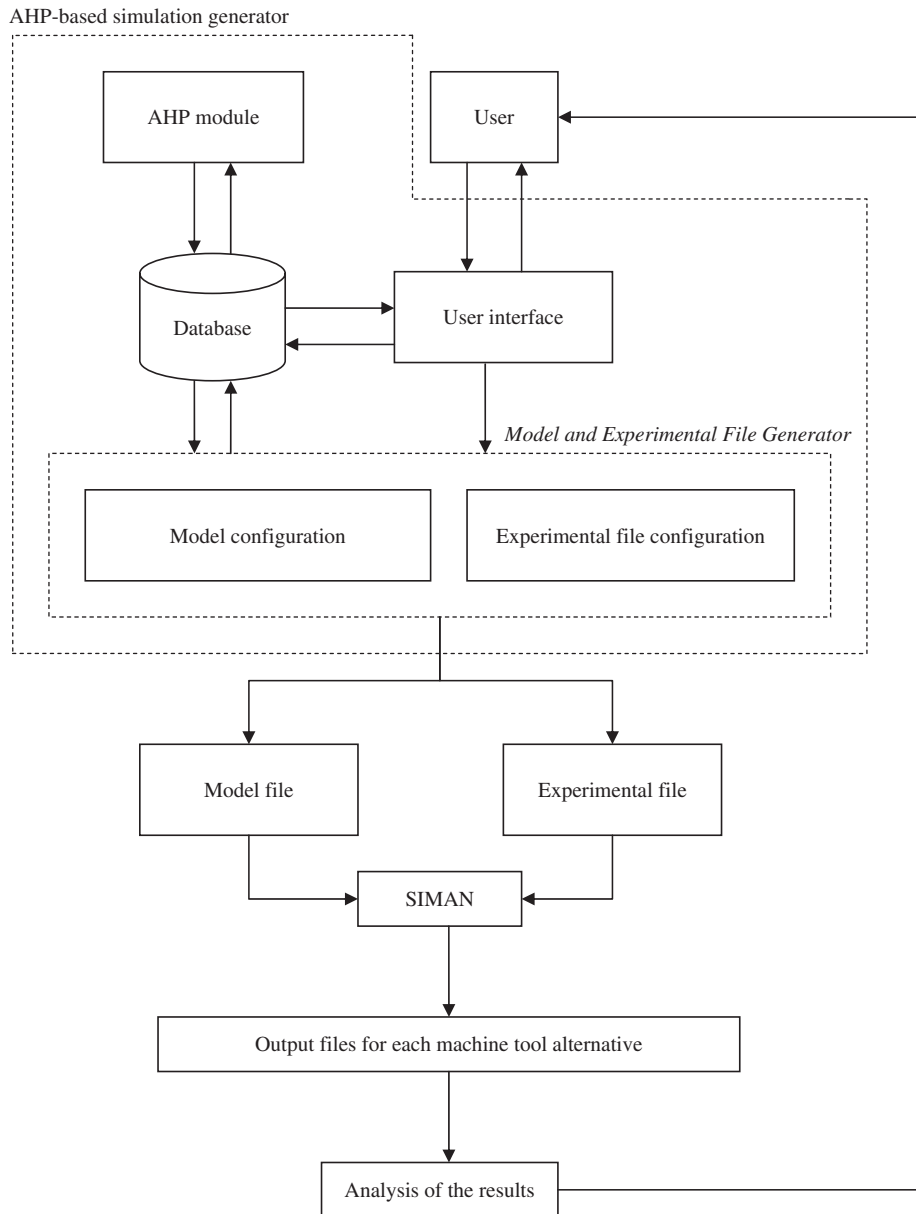 AHP-based simulation generator
AHP module
User
Database
User interface
Model and Experimental File Generator
Model configuration
Experimental file configuration
Model file
Experimental file
SIMAN
Output files for each machine tool alternative
Analysis of the results